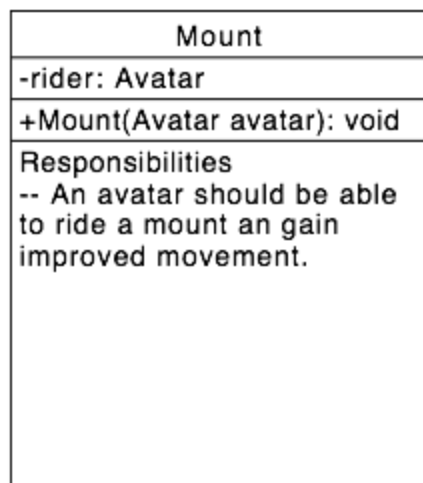 Mount
-rider: Avatar
+Mount(Avatar avatar): void
Responsibilities
-- An avatar should be able
to ride a mount an gain
improved movement.